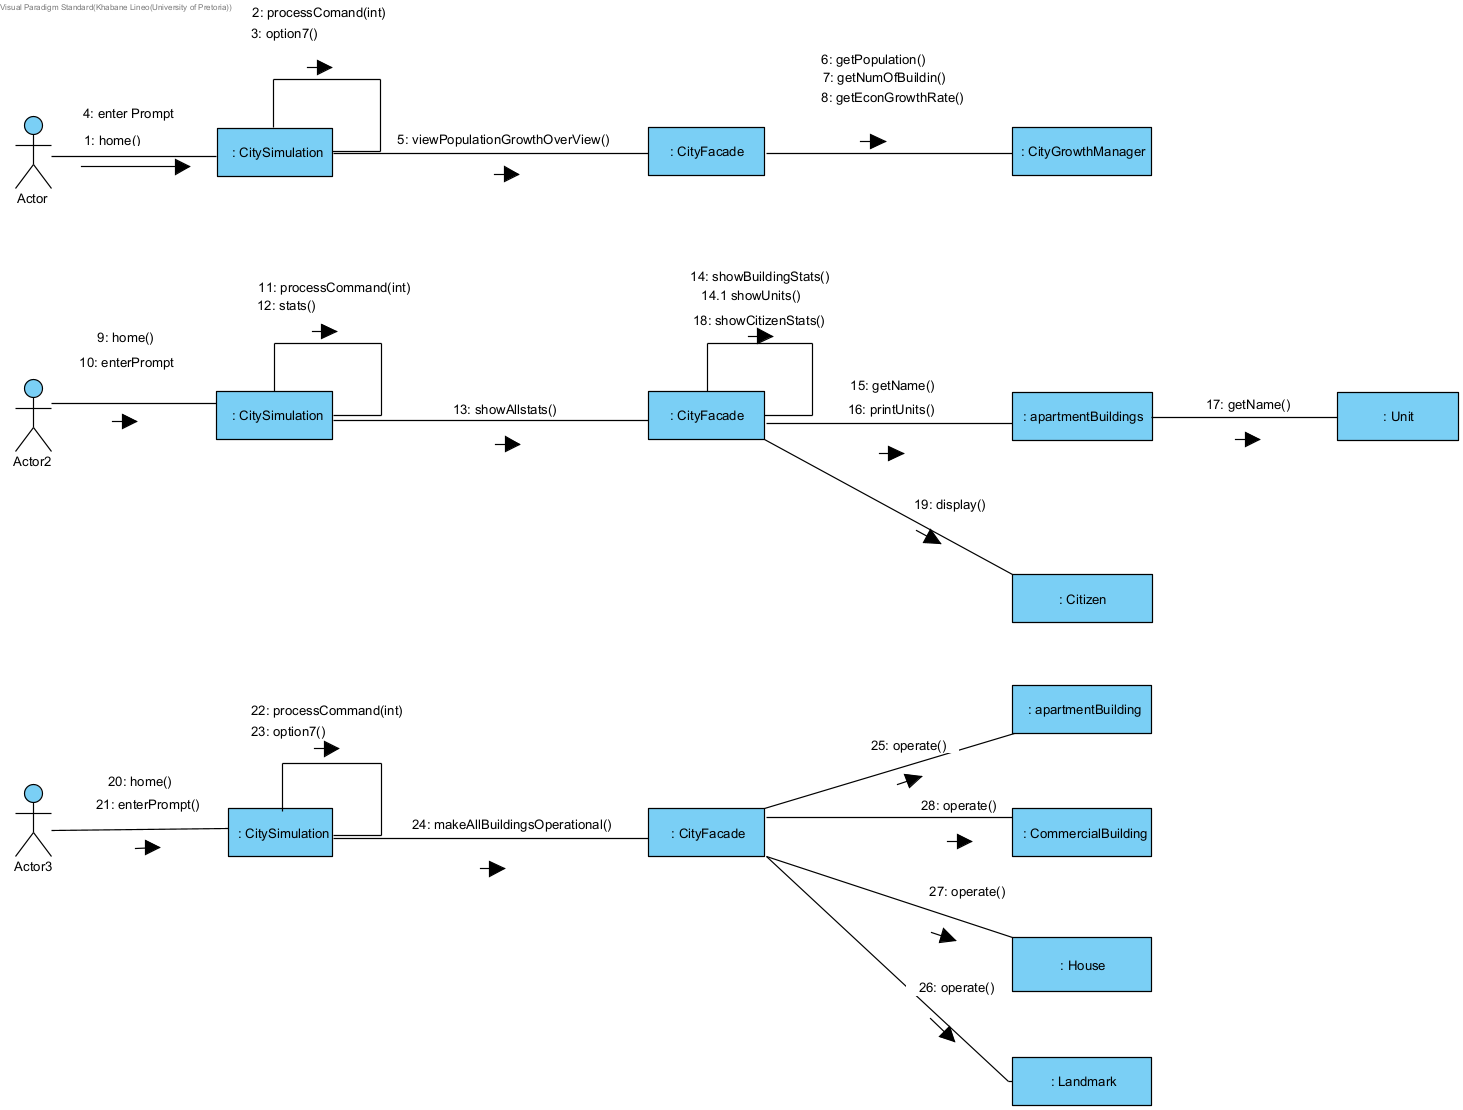 Visual Paradigm Standard(Khabane Lineo(University of Pretoria))
2: processComand(int)
3: option7()
6: getPopulation()
7: getNumOfBuildin()
8: getEconGrowthRate()
4: enter Prompt
1: home()
5: viewPopulationGrowthOverView()
: CitySimulation
: CityFacade
: CityGrowthManager
Actor
14: showBuildingStats()
14.1 showUnits()
18: showCitizenStats()
11: processCommand(int)
12: stats()
9: home()
10: enterPrompt
15: getName()
16: printUnits()
13: showAllstats()
17: getName()
: CitySimulation
: CityFacade
: apartmentBuildings
: Unit
Actor2
19: display()
: Citizen
22: processCommand(int)
23: option7()
: apartmentBuilding
25: operate()
20: home()
21: enterPrompt()
28: operate()
24: makeAllBuildingsOperational()
: CitySimulation
: CityFacade
: CommercialBuilding
Actor3
27: operate()
: House
26: operate()
: Landmark